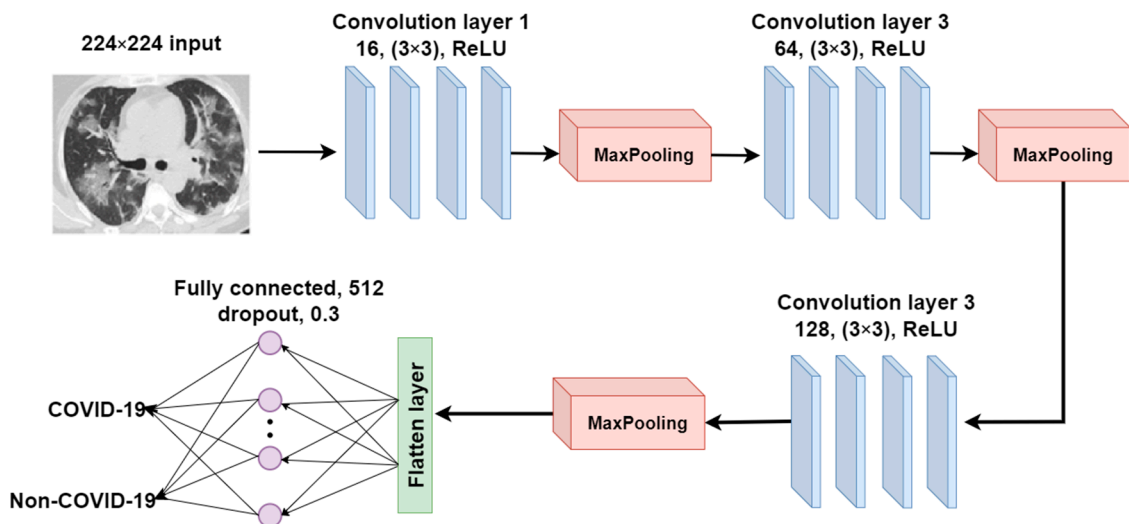 224×224 input
Convolution layer 1
16, (3×3), ReLU
MaxPooling
Convolution layer 3
64, (3×3), ReLU
MaxPooling
Convolution layer 3
128, (3×3), ReLU
MaxPooling
Flatten layer
Fully connected, 512
dropout, 0.3
COVID-19
Non-COVID-19